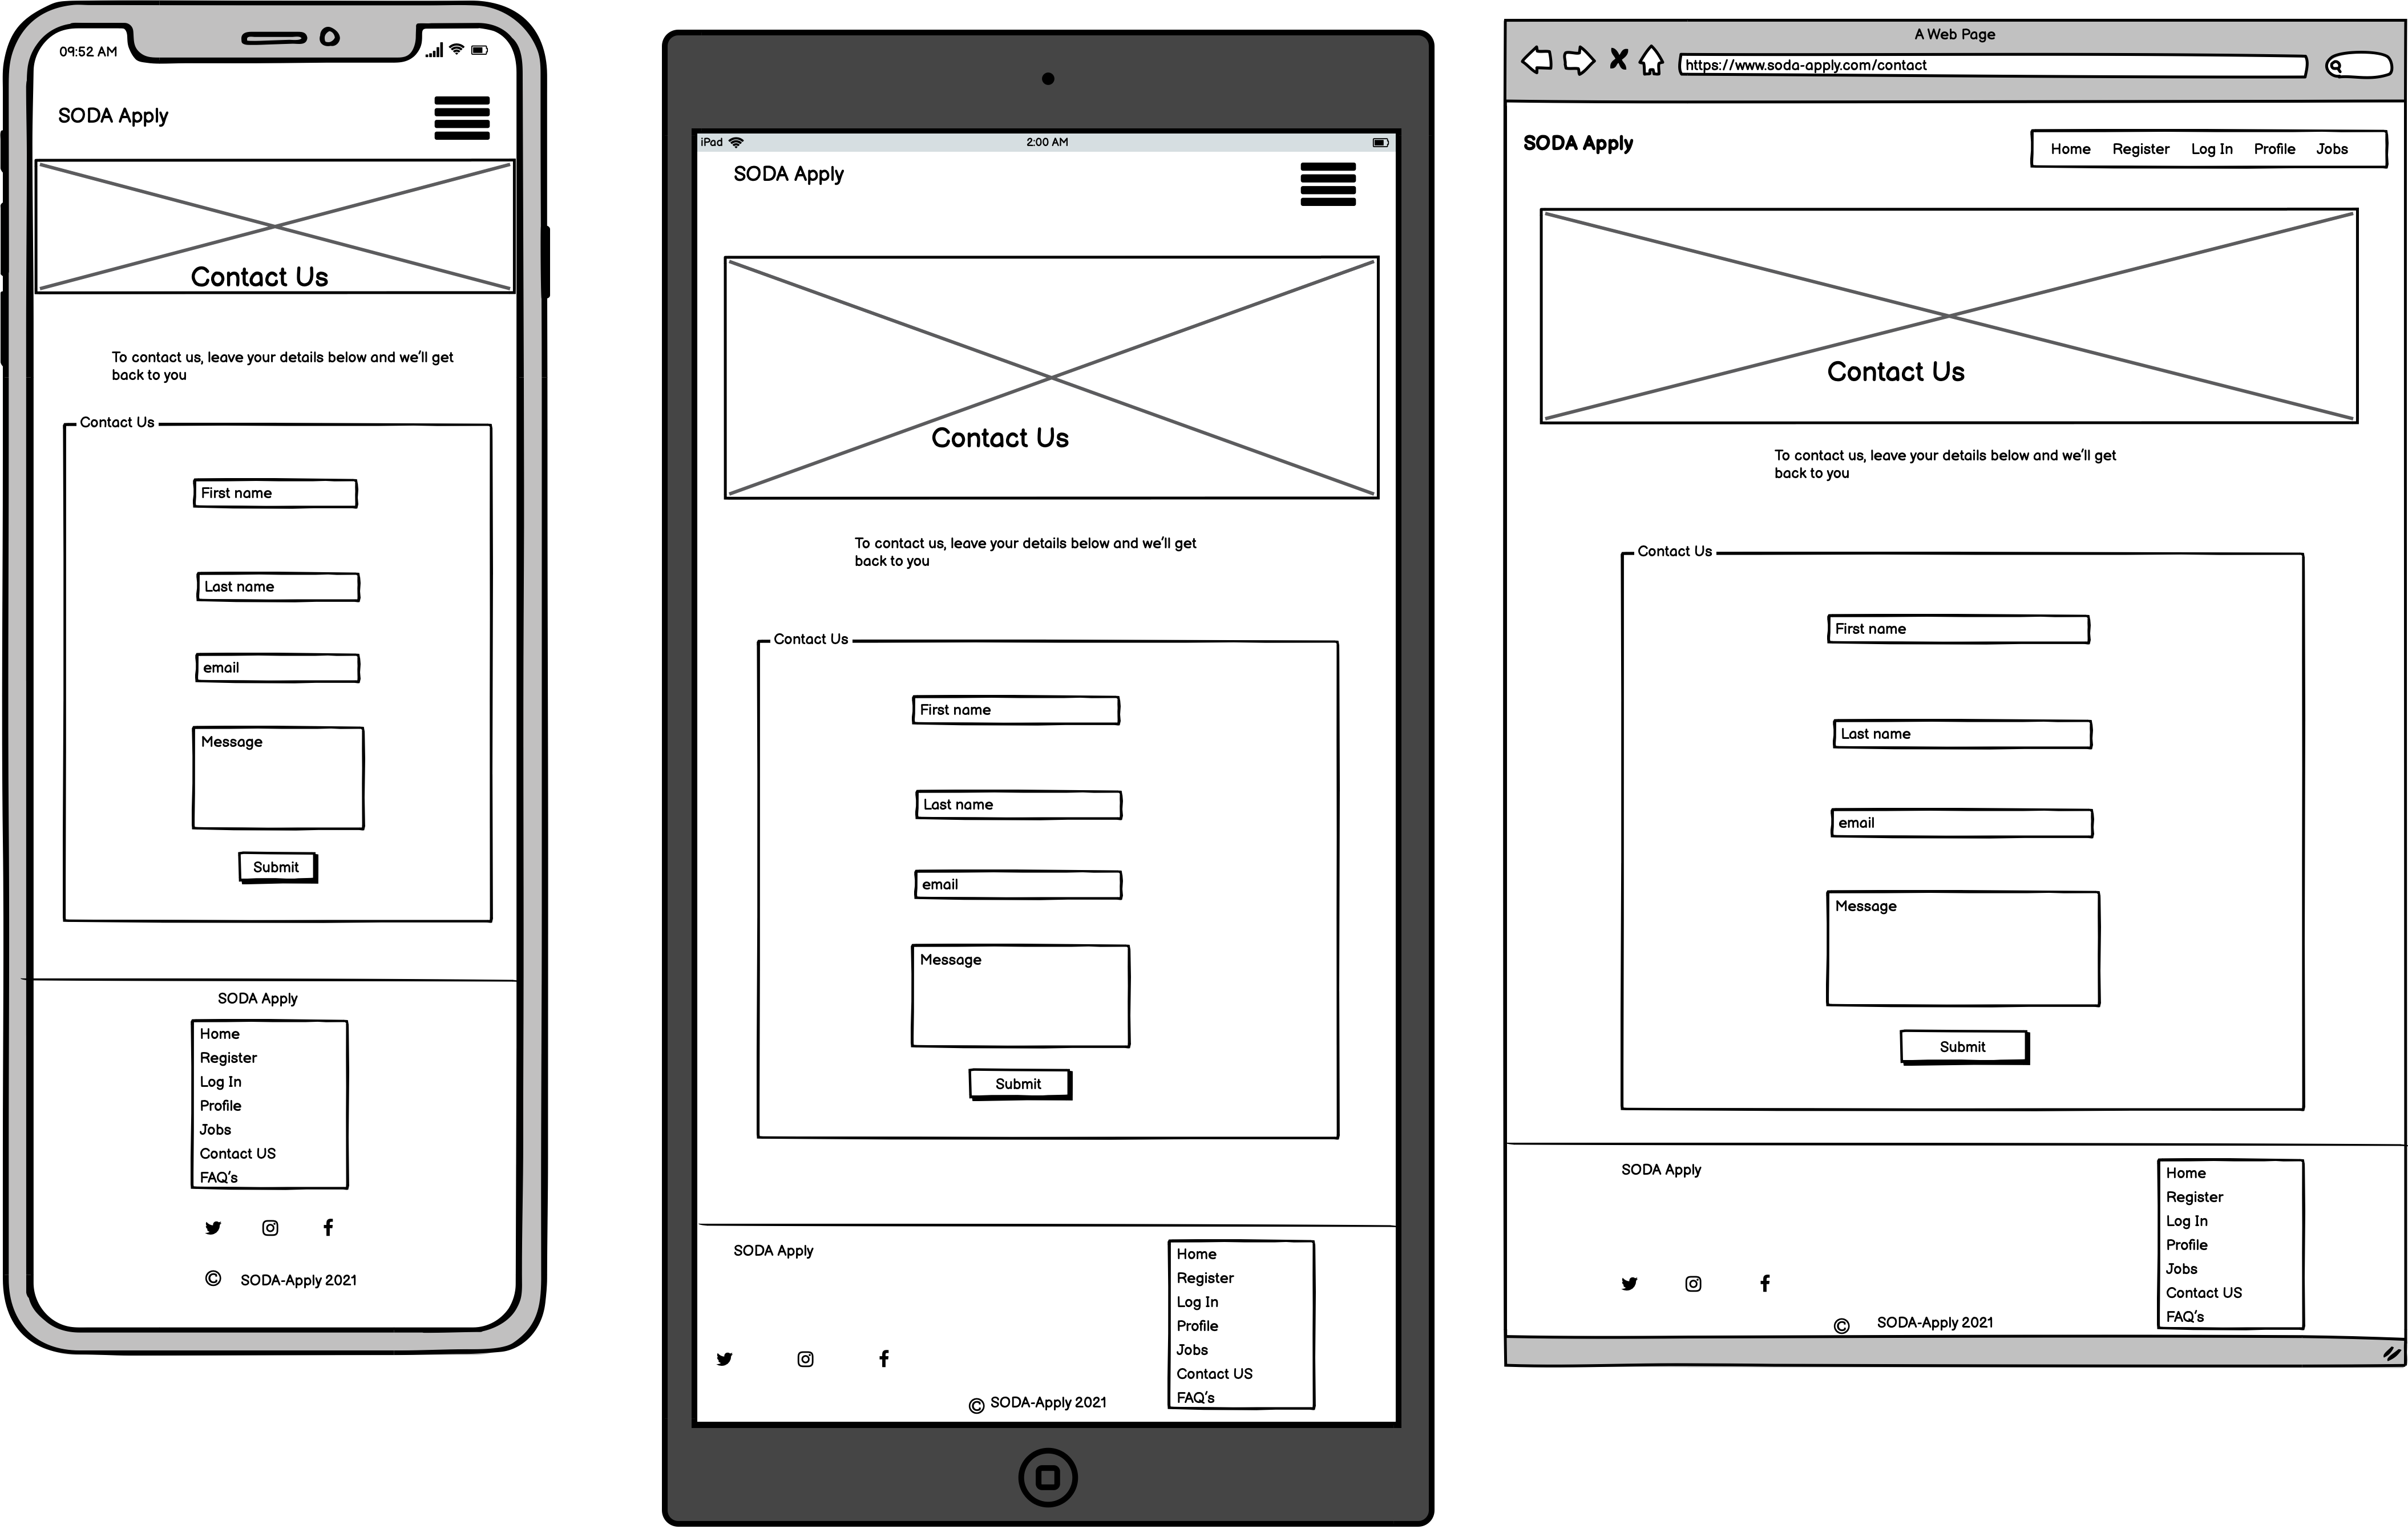 09:52 AM
SODA Apply
Contact Us
To contact us, leave your details below and we'll get
back to you
Contact Us
First name
Last name
email
Message
Submit
SODA Apply
Home
Register
Log In
Profile
Jobs
Contact US
FAQ's
© SODA-Apply 2021
iPad
2:00 AM
SODA Apply
Contact Us
To contact us, leave your details below and we'll get
back to you
Contact Us
First name
Last name
email
Message
Submit
SODA Apply
Home
Register
Log In
Profile
Jobs
Contact US
FAQ's
© SODA-Apply 2021
A Web Page
https://www.soda-apply.com/contact
SODA Apply
Home Register Log In Profile Jobs
Contact Us
To contact us, leave your details below and we'll get
back to you
Contact Us
First name
Last name
email
Message
Submit
SODA Apply
Home
Register
Log In
Profile
Jobs
Contact US
FAQ's
© SODA-Apply 2021